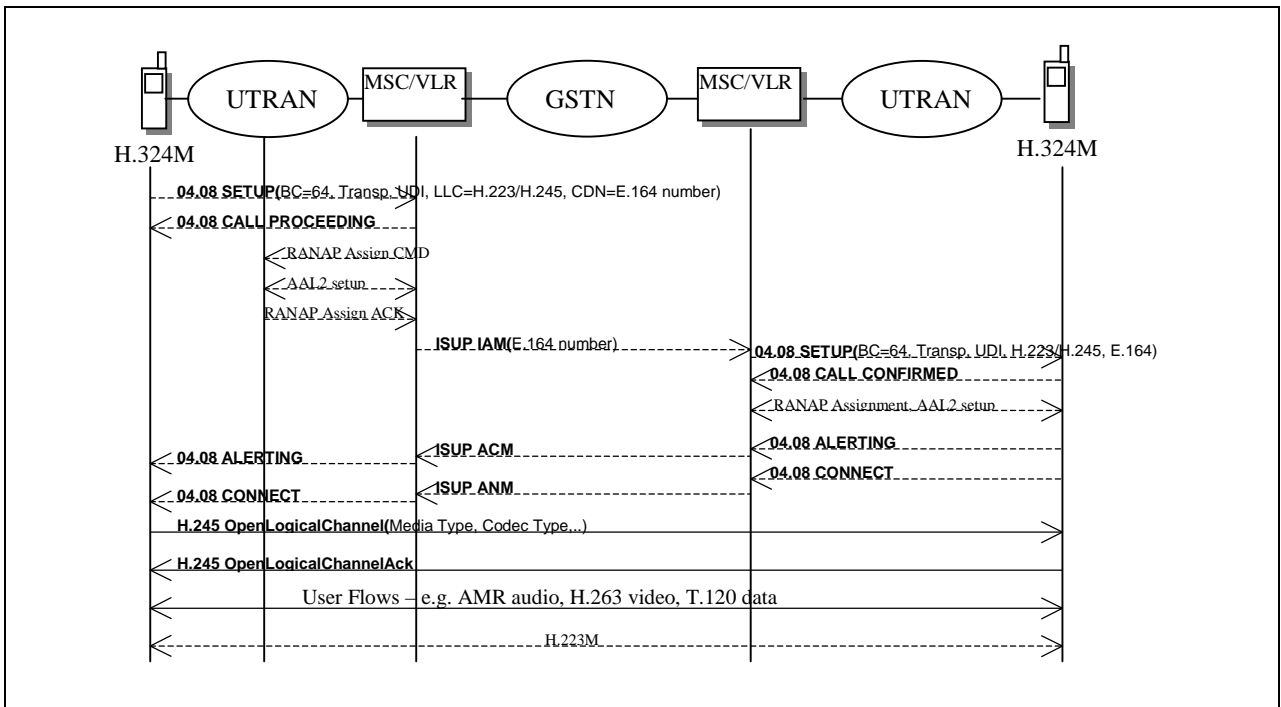 UTRAN
MSC/VLR
GSTN
MSC/VLR
UTRAN
H.324M
H.324M
04.08 SETUP(BC=64, Transp, UDI, LLC=H.223/H.245, CDN=E.164 number)
04.08 CALL PROCEEDING
RANAP Assign CMD
AAL2 setup
RANAP Assign ACK
ISUP IAM(E.164 number)
04.08 SETUP(BC=64, Transp, UDI, H.223/H.245, E.164)
04.08 CALL CONFIRMED
RANAP Assignment, AAL2 setup
04.08 ALERTING
ISUP ACM
04.08 ALERTING
04.08 CONNECT
ISUP ANM
04.08 CONNECT
H.245 OpenLogicalChannel(Media Type, Codec Type,..)
H.245 OpenLogicalChannelAck
User Flows – e.g. AMR audio, H.263 video, T.120 data
H.223M